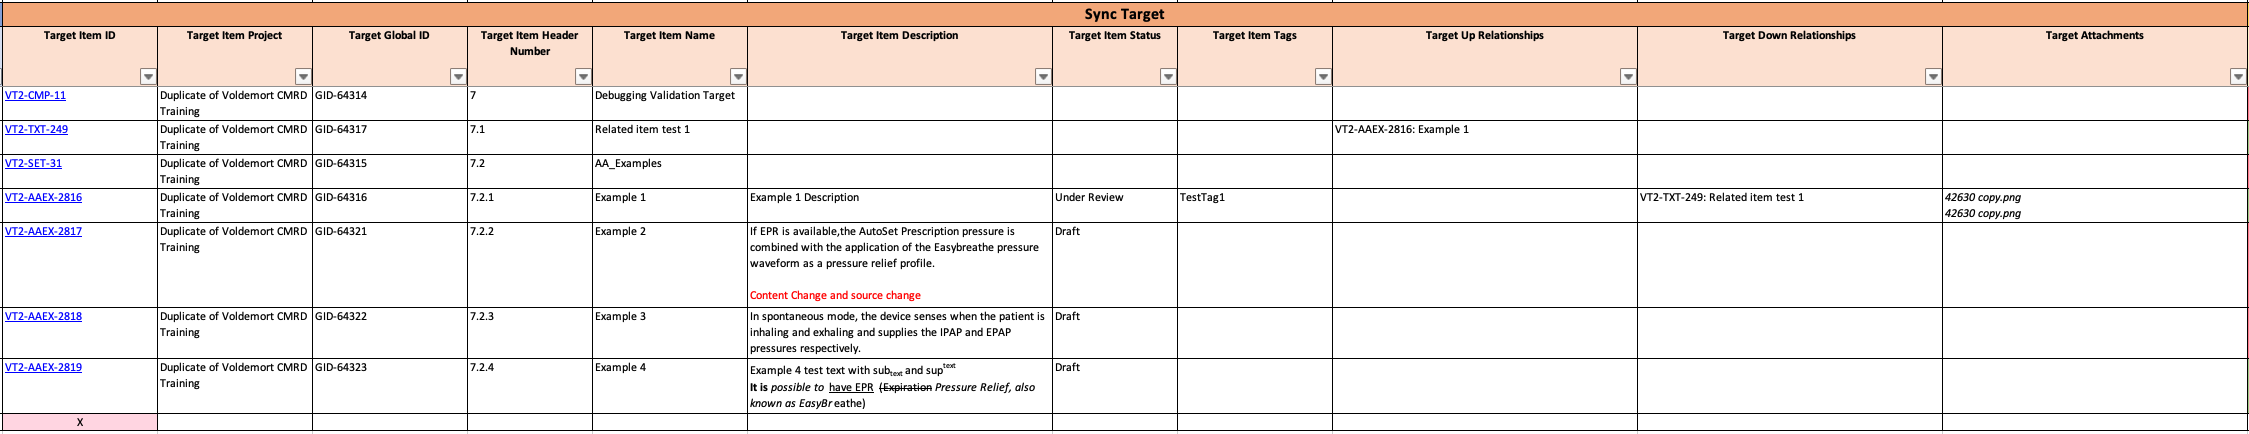 Sync Target
Target Item ID
Target Item Project
Target Global ID
Target Item Header
Number
Target Item Name
Target Item Description
Target Item Status
Target Item Tags
Target Up Relationships
Target Down Relationships
Target Attachments
VT2-CMP-11
Duplicate of Voldemort CMRD
Training
GID-64314
7
Debugging Validation Target
VT2-TXT-249
Duplicate of Voldemort CMRD
Training
GID-64317
7.1
Related item test 1
VT2-AAEX-2816: Example 1
VT2-SET-31
Duplicate of Voldemort CMRD
Training
GID-64315
7.2
AA_Examples
VT2-AAEX-2816
Duplicate of Voldemort CMRD
Training
GID-64316
7.2.1
Example 1
Example 1 Description
Under Review
TestTag1
VT2-TXT-249: Related item test 1
42630 copy.png
42630 copy.png
VT2-AAEX-2817
Duplicate of Voldemort CMRD
Training
GID-64321
7.2.2
Example 2
If EPR is available,the AutoSet Prescription pressure is
combined with the application of the Easybreathe pressure
waveform as a pressure relief profile.
Content Change and source change
Draft
VT2-AAEX-2818
Duplicate of Voldemort CMRD
Training
GID-64322
7.2.3
Example 3
In spontaneous mode, the device senses when the patient is
inhaling and exhaling and supplies the IPAP and EPAP
pressures respectively.
Draft
VT2-AAEX-2819
Duplicate of Voldemort CMRD
Training
GID-64323
7.2.4
Example 4
Example 4 test text with subtext and suptext
It is possible to have EPR (Expiration Pressure Relief, also
known as EasyBr eathe)
Draft
X